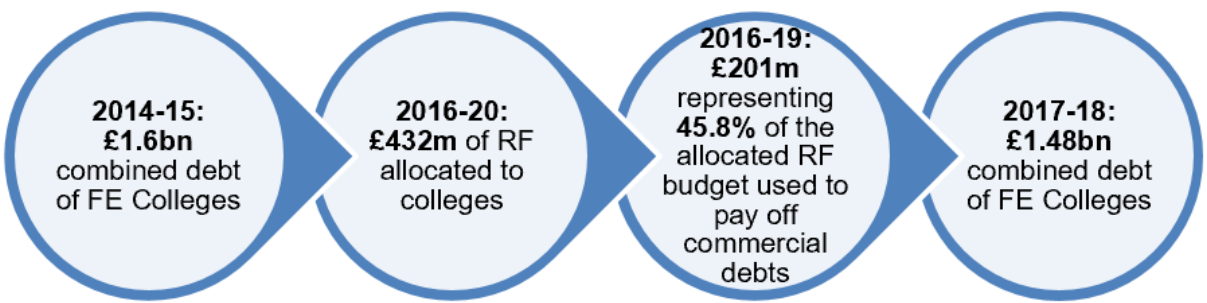 2014-15:
£1.6bn
combined debt
of FE Colleges
2016-20:
£432m of RF
allocated to
colleges
2016-19:
£201m
representing
45.8% of the
allocated RF
budget used to
pay off
commercial
debts
2017-18:
£1.48bn
combined debt
of FE Colleges